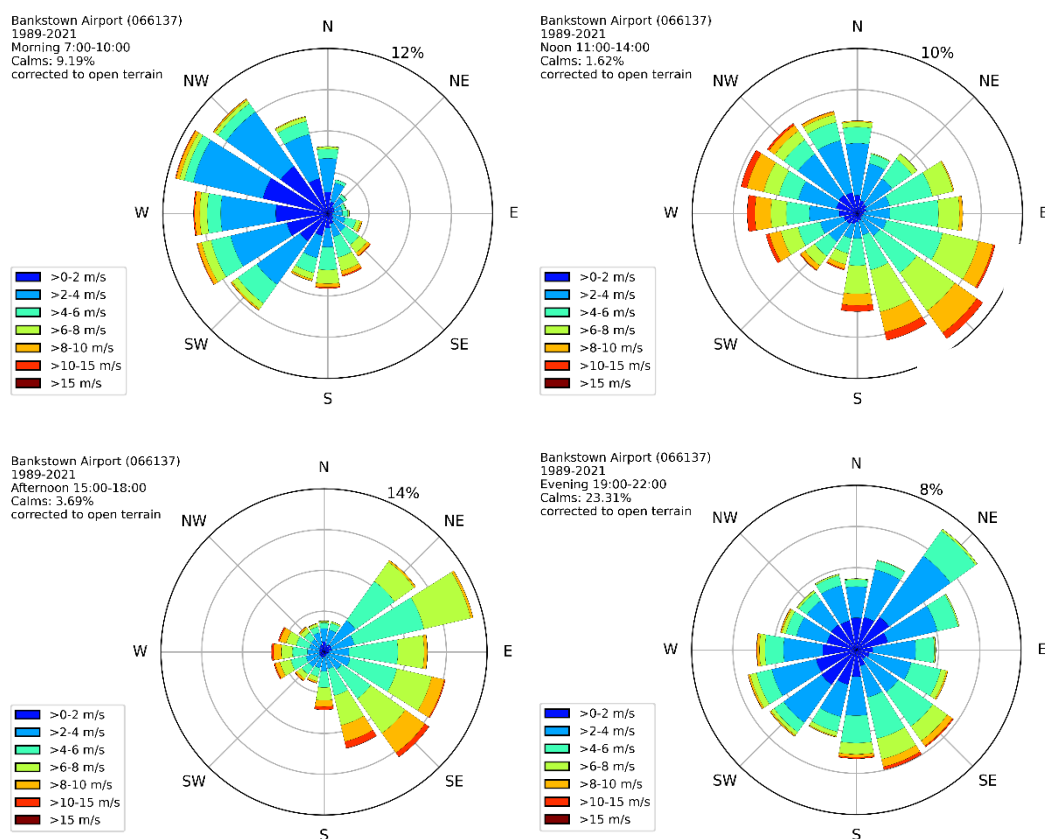 Bankstown Airport (066137)
1989-2021
Morning 7:00-10:00
Calms: 9.19%
corrected to open terrain
N
12%
NE
E
SE
S
SW
W
NW
>0-2 m/s
>2-4 m/s
>4-6 m/s
>6-8 m/s
>8-10 m/s
>10-15 m/s
>15 m/s
Bankstown Airport (066137)
1989-2021
Noon 11:00-14:00
Calms: 1.62%
corrected to open terrain
N
10%
NE
E
SE
S
SW
W
NW
>0-2 m/s
>2-4 m/s
>4-6 m/s
>6-8 m/s
>8-10 m/s
>10-15 m/s
>15 m/s
Bankstown Airport (066137)
1989-2021
Afternoon 15:00-18:00
Calms: 3.69%
corrected to open terrain
N
14%
NE
E
SE
S
SW
W
NW
>0-2 m/s
>2-4 m/s
>4-6 m/s
>6-8 m/s
>8-10 m/s
>10-15 m/s
>15 m/s
Bankstown Airport (066137)
1989-2021
Evening 19:00-22:00
Calms: 23.31%
corrected to open terrain
N
8%
NE
E
SE
S
SW
W
NW
>0-2 m/s
>2-4 m/s
>4-6 m/s
>6-8 m/s
>8-10 m/s
>10-15 m/s
>15 m/s